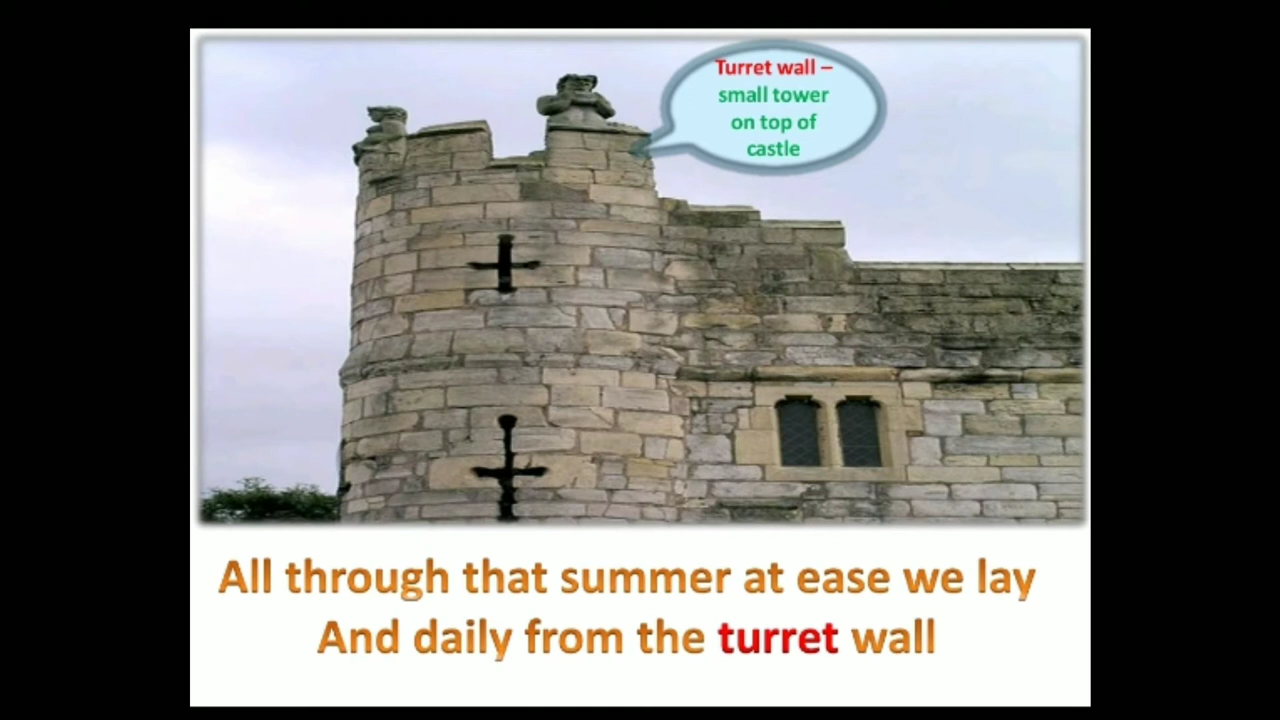 Turret wall –
small tower
on top of
castle
All through that summer at ease we lay
And daily from the turret wall